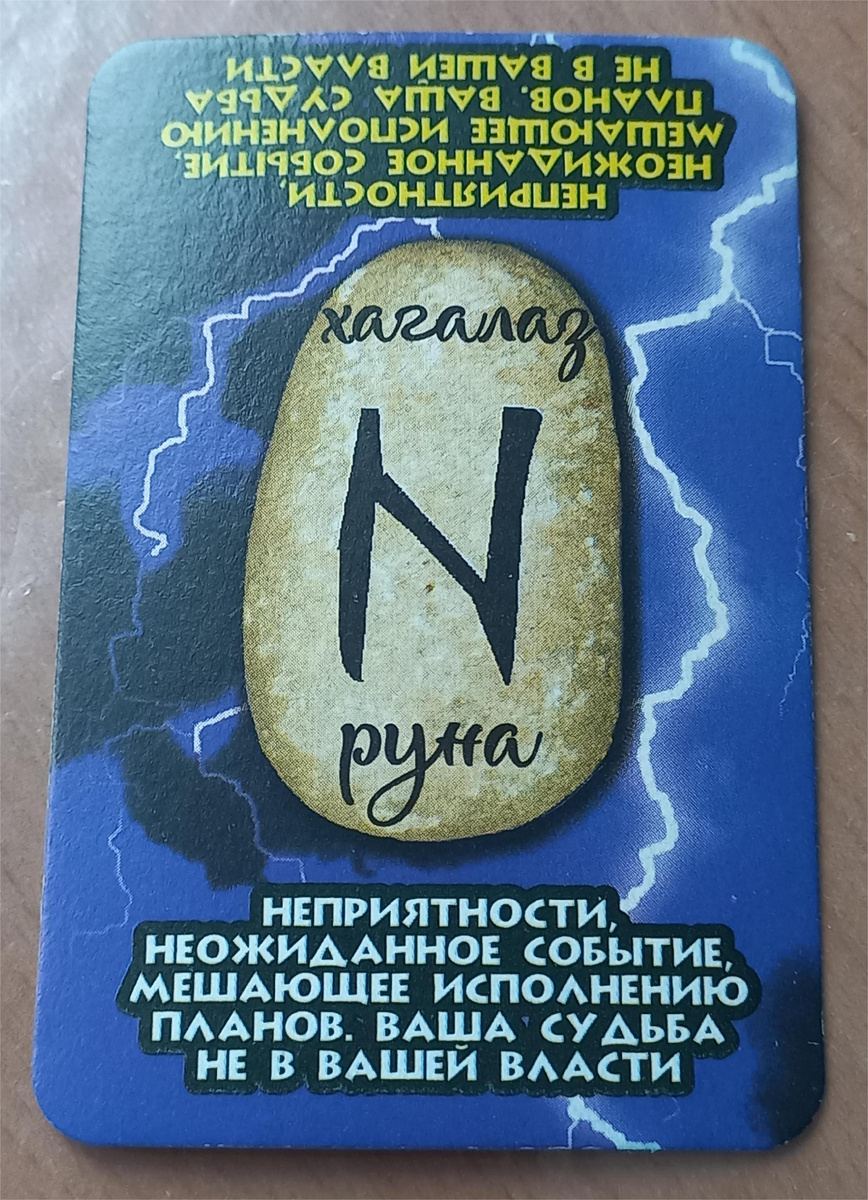 НЕПРИЯТНОСТИ,
НЕОЖИДАННОЕ СОБЫТИЕ,
МЕШАЮЩЕЕ ИСПОЛНЕНИЮ
ПЛАНОВ. ВАША СУДЬБА
НЕ В ВАШЕЙ ВЛАСТИ
хагалаз
ᚺ
руна
НЕПРИЯТНОСТИ,
НЕОЖИДАННОЕ СОБЫТИЕ,
МЕШАЮЩЕЕ ИСПОЛНЕНИЮ
ПЛАНОВ. ВАША СУДЬБА
НЕ В ВАШЕЙ ВЛАСТИ